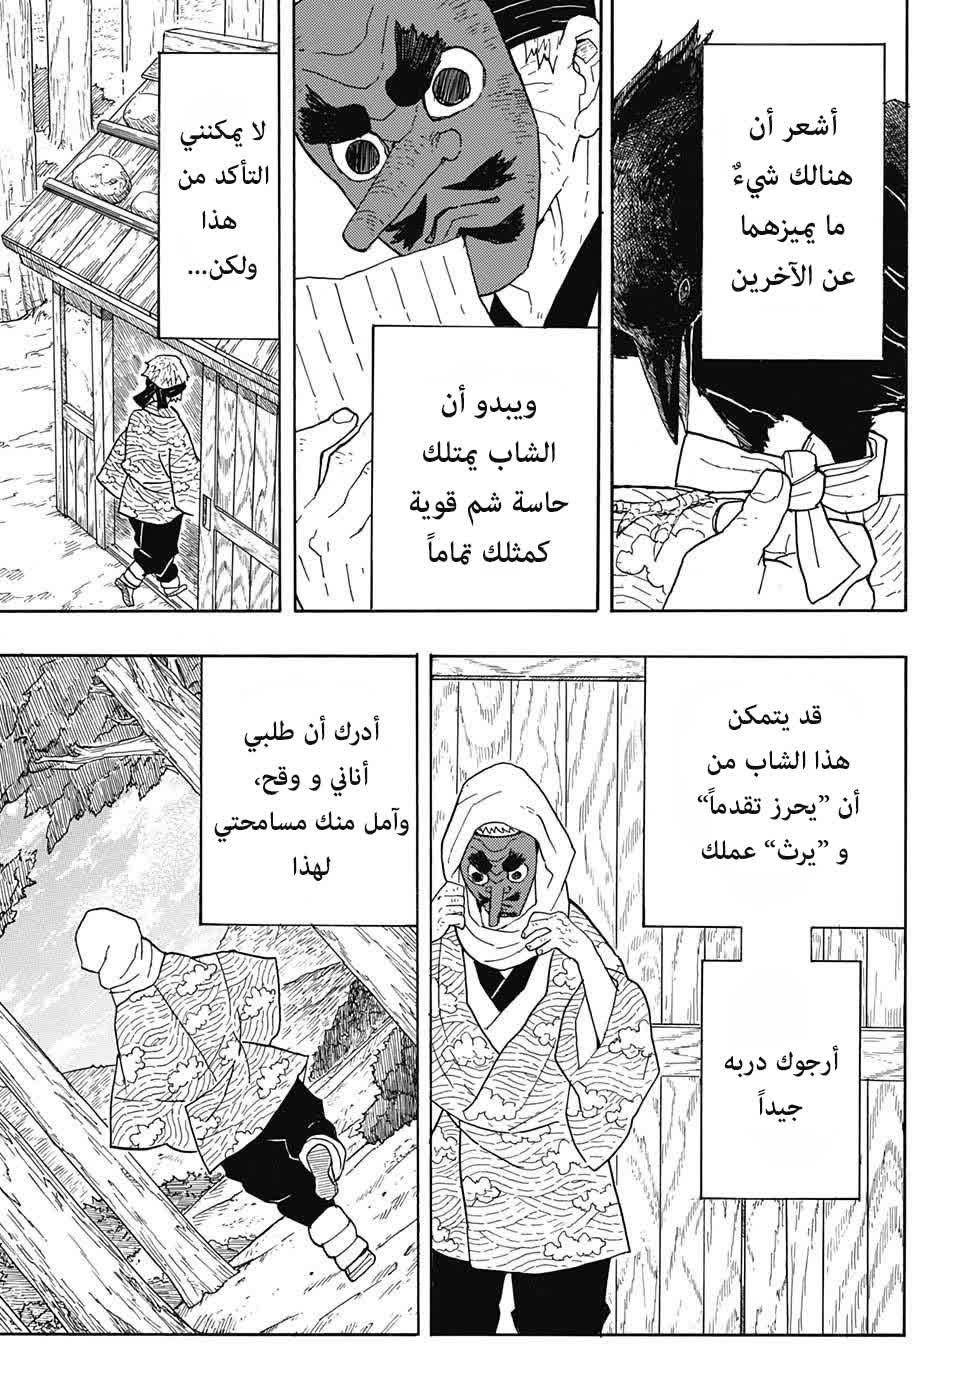 أشعر أن
هنالك شيءٌ
ما يميزهما
عن الآخرين
ويبدو أن
الشاب يمتلك
حاسة شم قوية
كمثلك تماماً
لا يمكنني
التأكد من
هذا
ولكن...
قد يتمكن
هذا الشاب من
أن ”يحرز تقدماً“
و ”يرث“ عملك
أرجوك دربه
جيداً
أدرك أن طلبي
أناني و وقح،
وآمل منك مسامحتي
لهذا